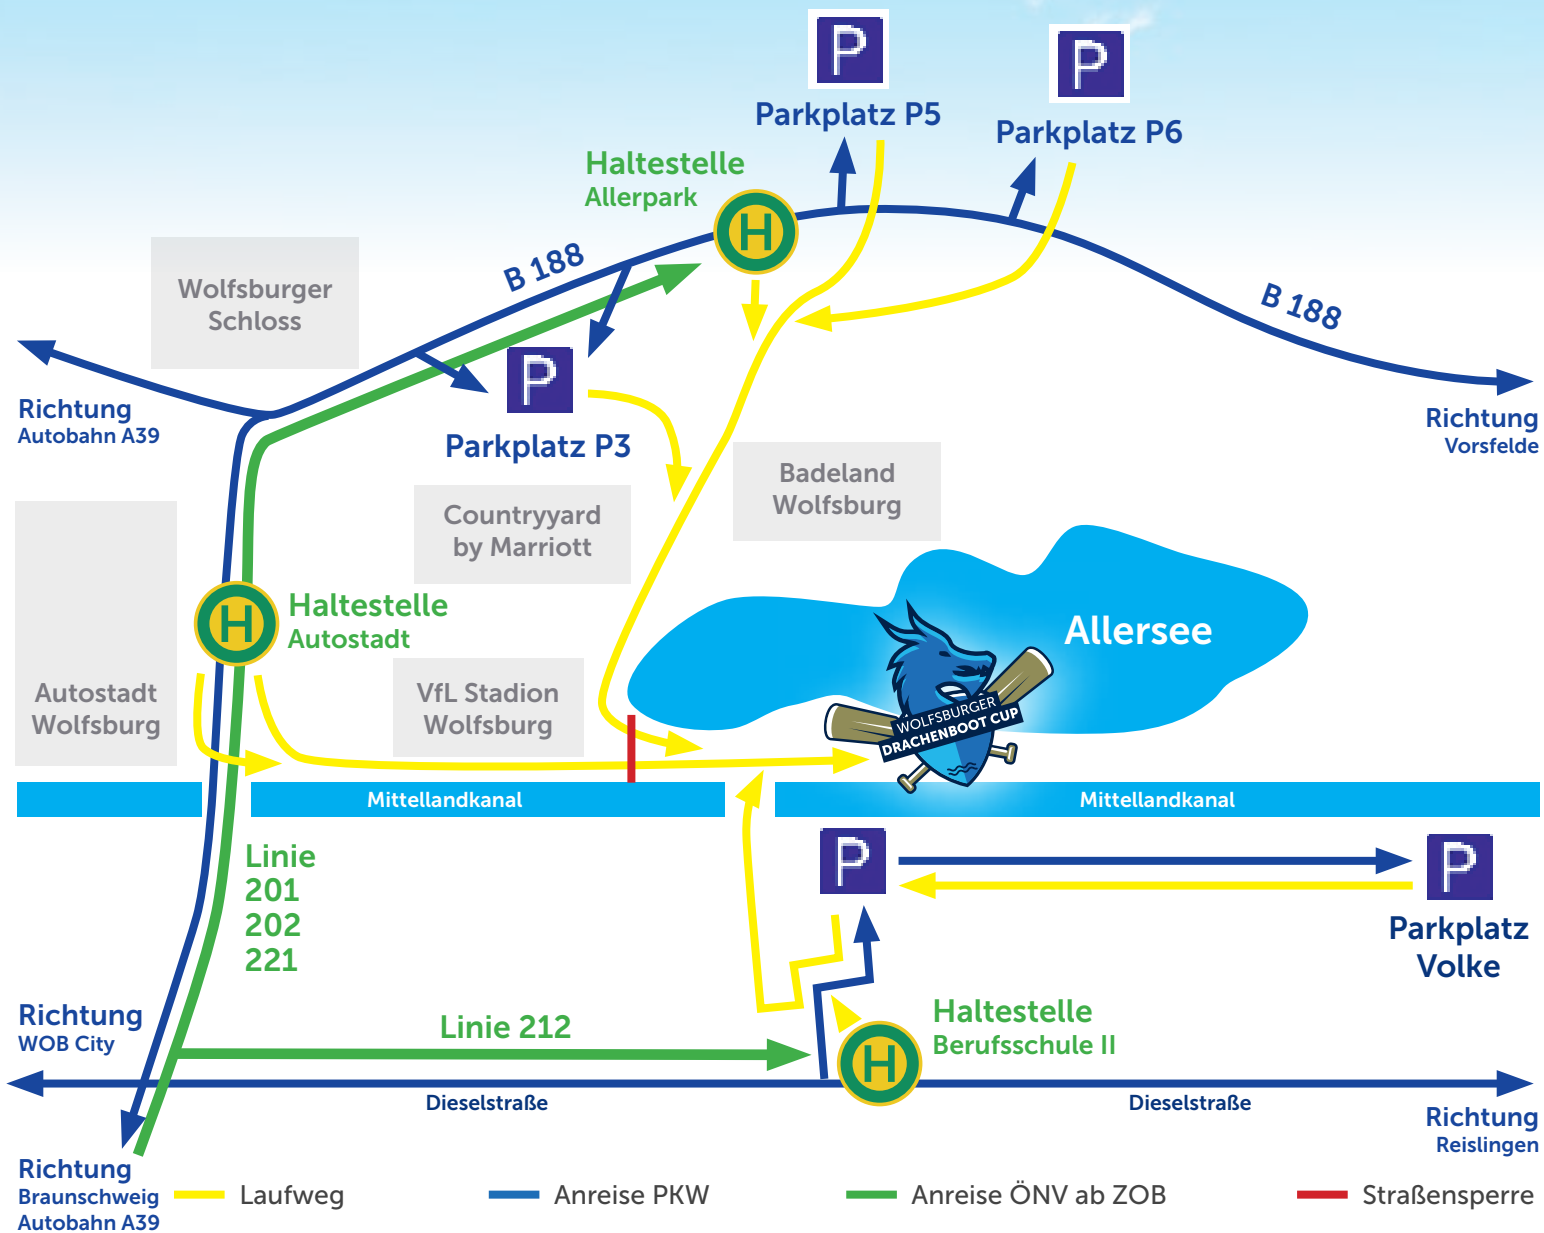 P
P
Parkplatz P5
Parkplatz P6
Haltestelle
Allerpark
H
B 188
Wolfsburger
Schloss
B 188
Richtung
Autobahn A39
P
Parkplatz P3
Richtung
Vorsfelde
Badeland
Wolfsburg
Countryyard
by Marriott
H
Haltestelle
Autostadt
Allersee
Autostadt
Wolfsburg
VfL Stadion
Wolfsburg
WOLFSBURGER
DRACHENBOOT CUP
Mittellandkanal
Mittellandkanal
Linie
201
202
221
P
P
Parkplatz
Volke
Richtung
WOB City
Linie 212
Haltestelle
Berufsschule II
H
Dieselstraße
Dieselstraße
Richtung
Reislingen
Richtung
Braunschweig
Autobahn A39
Laufweg
Anreise PKW
Anreise ÖNV ab ZOB
Straßensperre